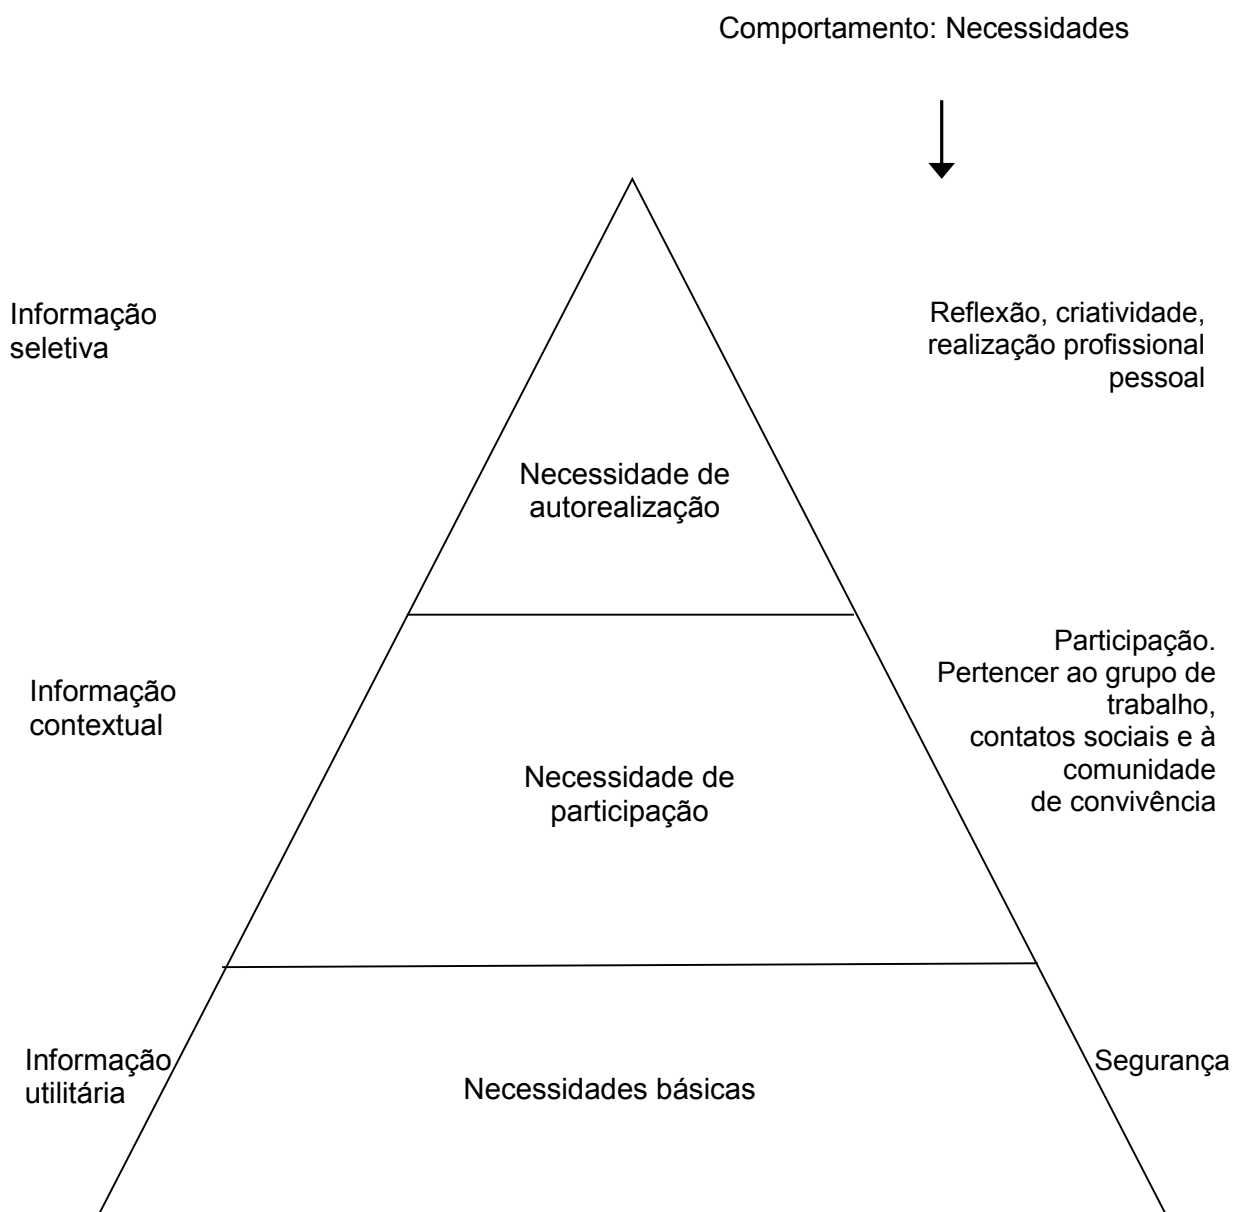 Comportamento: Necessidades
Informação
seletiva
Reflexão, criatividade,
realização profissional
pessoal
Necessidade de
autorealização
Informação
contextual
Participação.
Pertencer ao grupo de
trabalho,
contatos sociais e à
comunidade
de convivência
Necessidade de
participação
Informação
utilitária
Necessidades básicas
Segurança